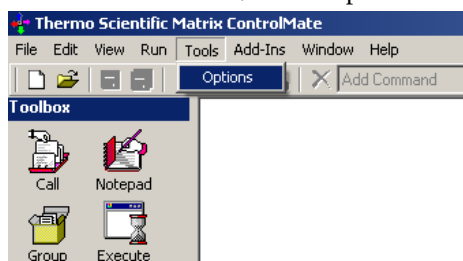 Thermo Scientific Matrix ControlMate
File Edit View Run Tools Add-Ins Window Help
Options
Add Command
Toolbox
Call Notepad
Group Execute